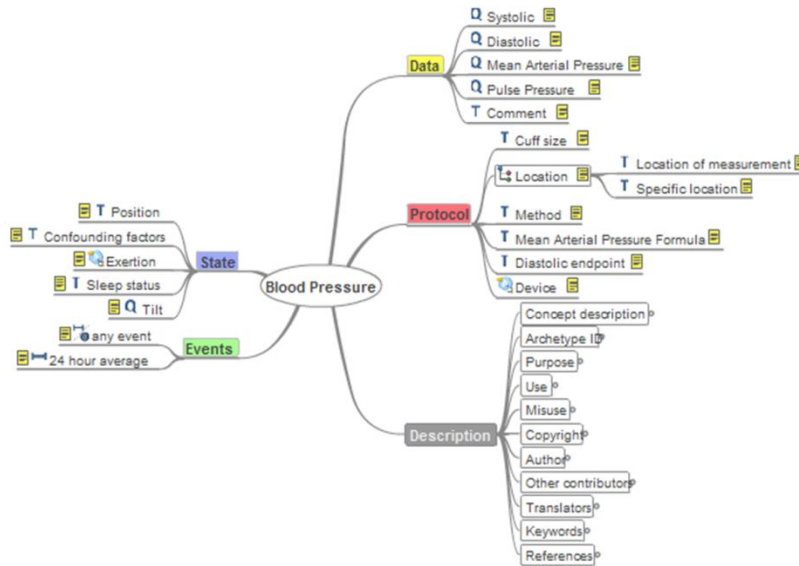 Blood Pressure
Data
Systolic
Diastolic
Mean Arterial Pressure
Pulse Pressure
Comment
Protocol
Cuff size
Location
Location of measurement
Specific location
Method
Mean Arterial Pressure Formula
Diastolic endpoint
Device
Description
Concept description
Archetype ID
Purpose
Use
Misuse
Copyright
Author
Other contributors
Translators
Keywords
References
State
Position
Confounding factors
Exertion
Sleep status
Tilt
Events
any event
24 hour average